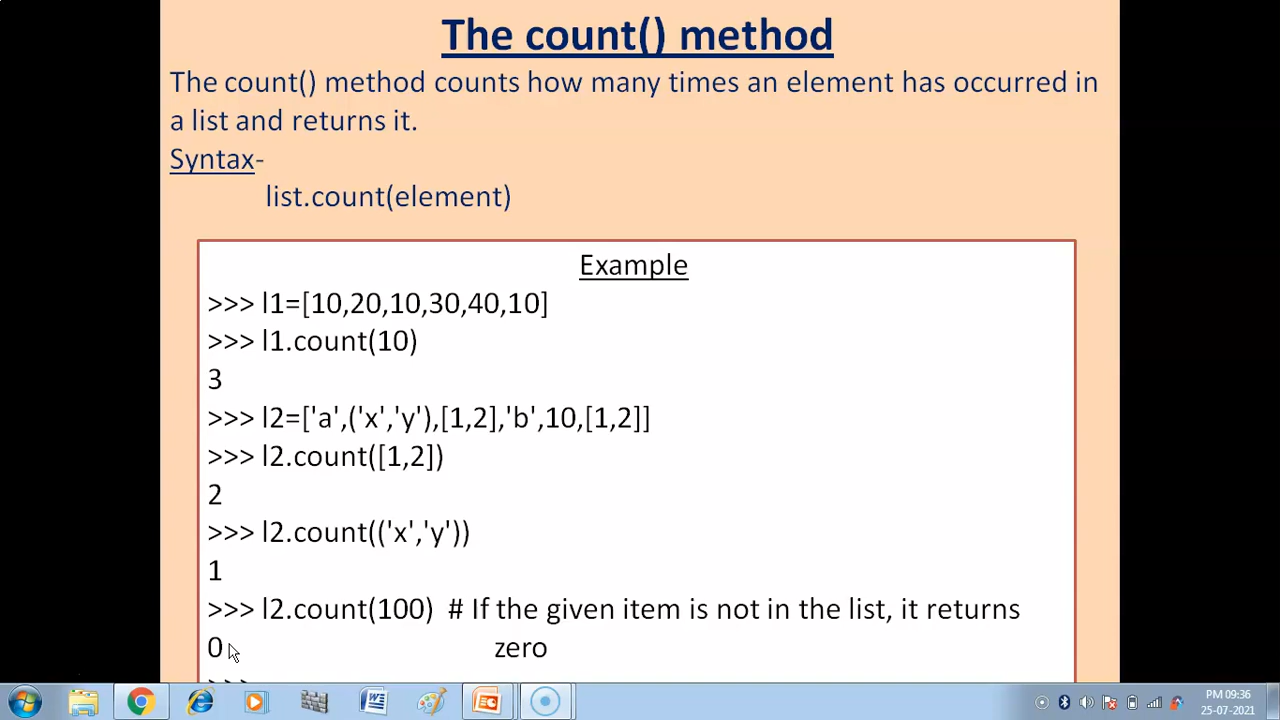 The count() method
The count() method counts how many times an element has occurred in
a list and returns it.
Syntax-
list.count(element)
Example
>>> l1=[10,20,10,30,40,10]
>>> l1.count(10)
3
>>> l2=['a',('x','y'),[1,2],'b',10,[1,2]]
>>> l2.count([1,2])
2
>>> l2.count(('x','y'))
1
>>> l2.count(100) # If the given item is not in the list, it returns
0 zero
>>>
PM 09:36
25-07-2021